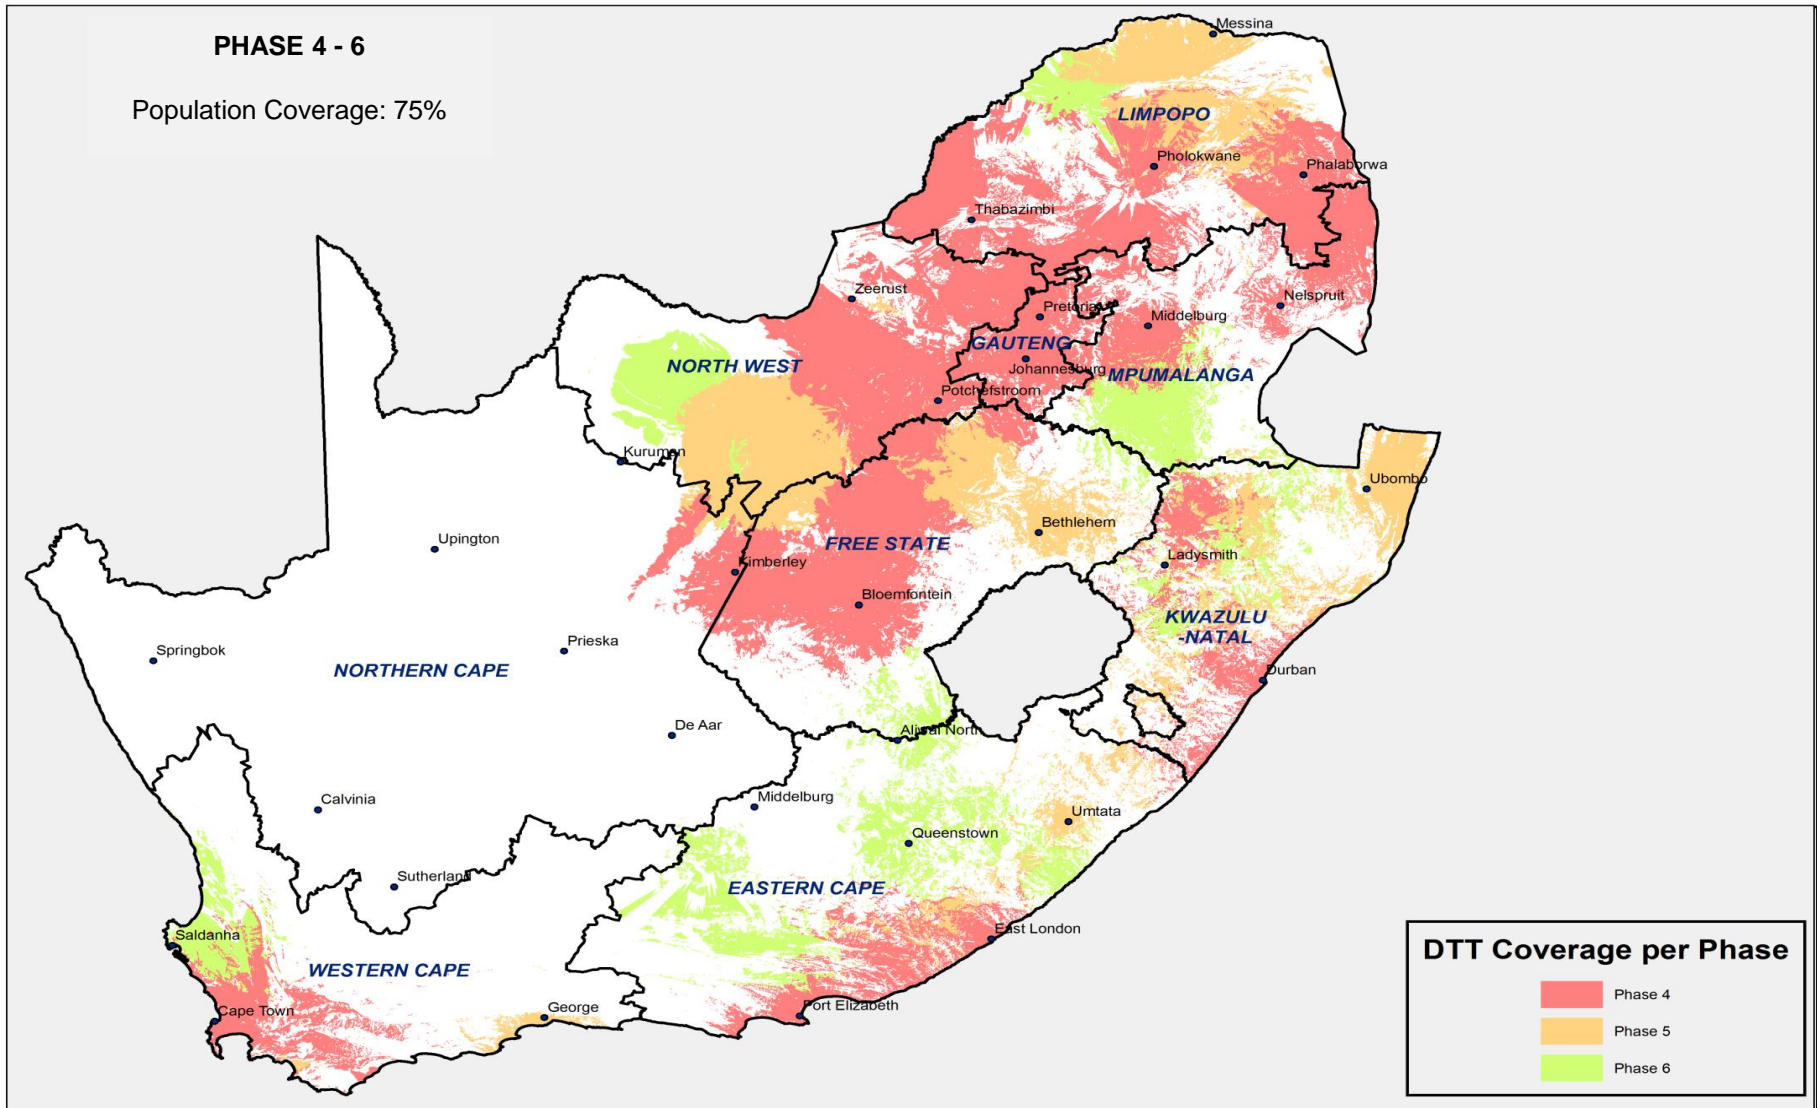 PHASE 4 - 6
Population Coverage: 75%
Messina
LIMPOPO
Pholokwane
Phalaborwa
Thabazimbi
Zeerust
Pretoria
Nelspruit
Middelburg
GAUTENG
NORTH WEST
Johannesburg
MPUMALANGA
Potchefstroom
Kuruman
Ubombo
Upington
Bethlehem
FREE STATE
Ladysmith
Kimberley
Bloemfontein
KWAZULU
-NATAL
Springbok
Prieska
NORTHERN CAPE
Durban
De Aar
Aliwal North
Calvinia
Middelburg
Umtata
Queenstown
Sutherland
EASTERN CAPE
East London
Saldanha
WESTERN CAPE
Cape Town
George
Port Elizabeth
DTT Coverage per Phase
Phase 4
Phase 5
Phase 6